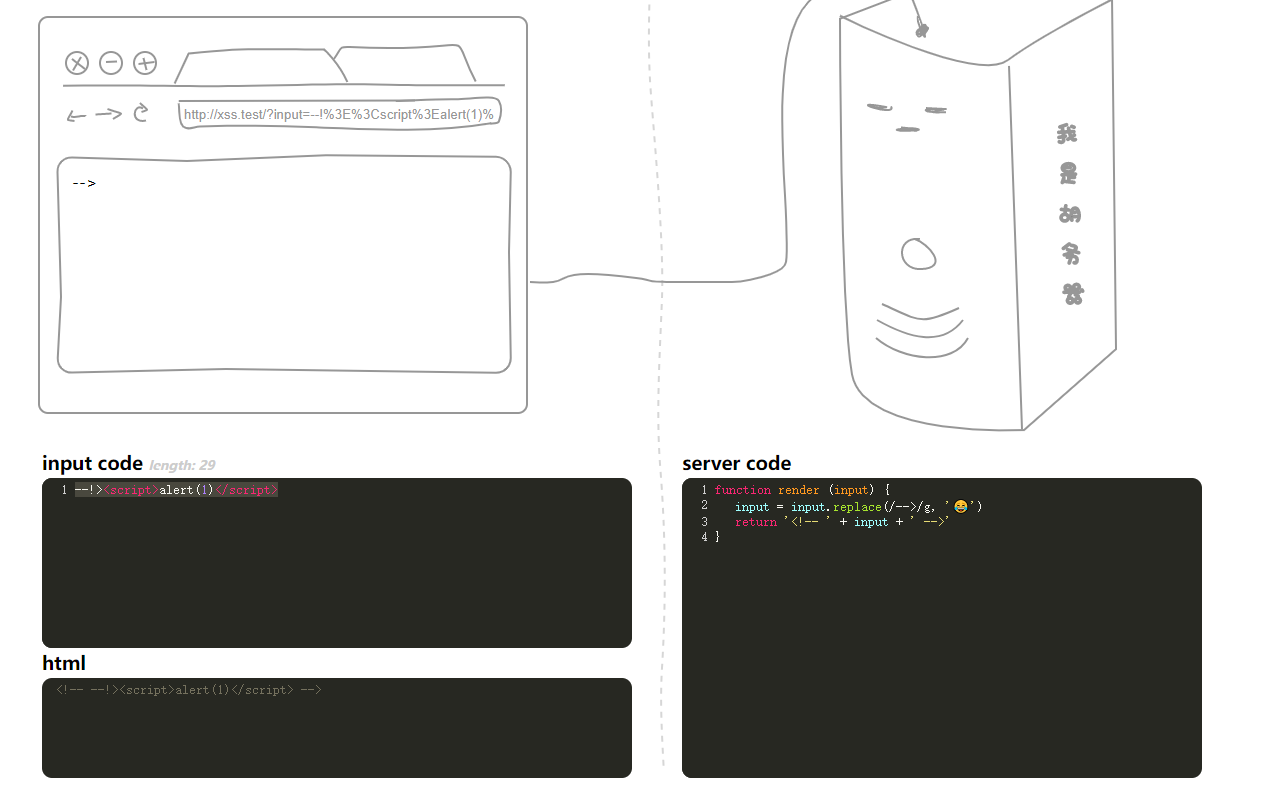 http://xss.test/?input=--!%3E%3Cscript%3Ealert(1)%
-->
我
是
胡
爷
爷
input code length: 29
1 --!><script>alert(1)</script>
html
<!-- --!><script>alert(1)</script> -->
server code
1 function render (input) {
2 input = input.replace(/-->/g, '😂')
3 return '<!-- ' + input + ' -->'
4 }